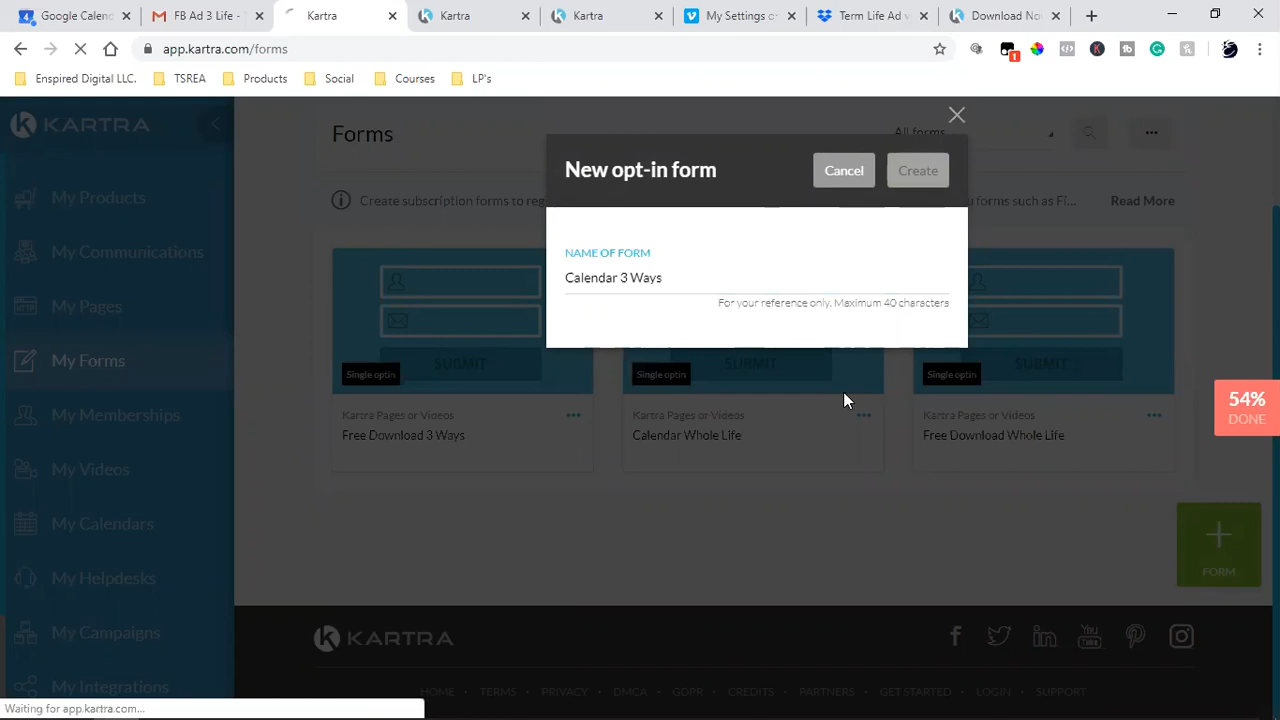 Google Calend
FB Ad 3 Life -
Kartra
Kartra
Kartra
My Settings o
Term Life Ad v
Download No
app.kartra.com/forms
1
Enspired Digital LLC.
TSREA
Products
Social
Courses
LP's
KARTRA
Forms
All forms
New opt-in form
Cancel
Create
My Products
Create subscription forms to reg
u forms such as Fi...
Read More
My Communications
NAME OF FORM
Calendar 3 Ways
For your reference only. Maximum 40 characters
My Pages
My Forms
SUBMIT
SUBMIT
SUBMIT
Single optin
Single optin
Single optin
54%
DONE
My Memberships
Kartra Pages or Videos
Kartra Pages or Videos
Kartra Pages or Videos
Free Download 3 Ways
Calendar Whole Life
Free Download Whole Life
My Videos
My Calendars
FORM
My Helpdesks
My Campaigns
KARTRA
My Integrations
HOME · TERMS · PRIVACY · DMCA · GDPR · CREDITS · PARTNERS · GET STARTED · LOGIN · SUPPORT
Waiting for app.kartra.com...